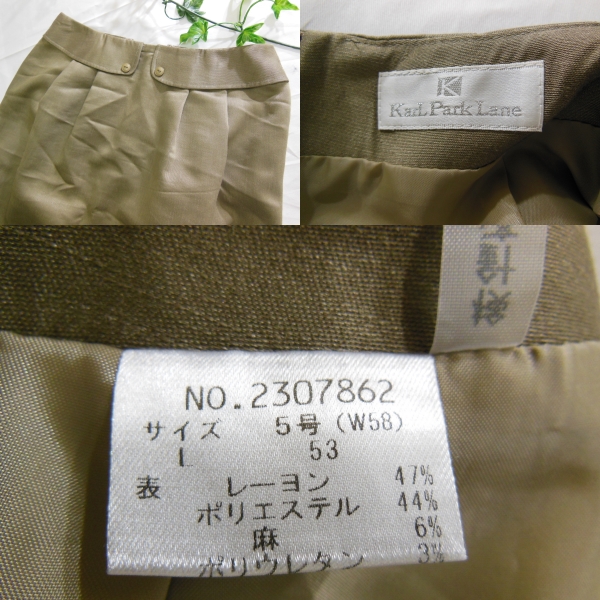 K
Karl Park Lane
NO.2307862
サイズ 5号(W58)
L 53
表 レーヨン 47%
ポリエステル 44%
麻 6%
ポリウレタン 3%